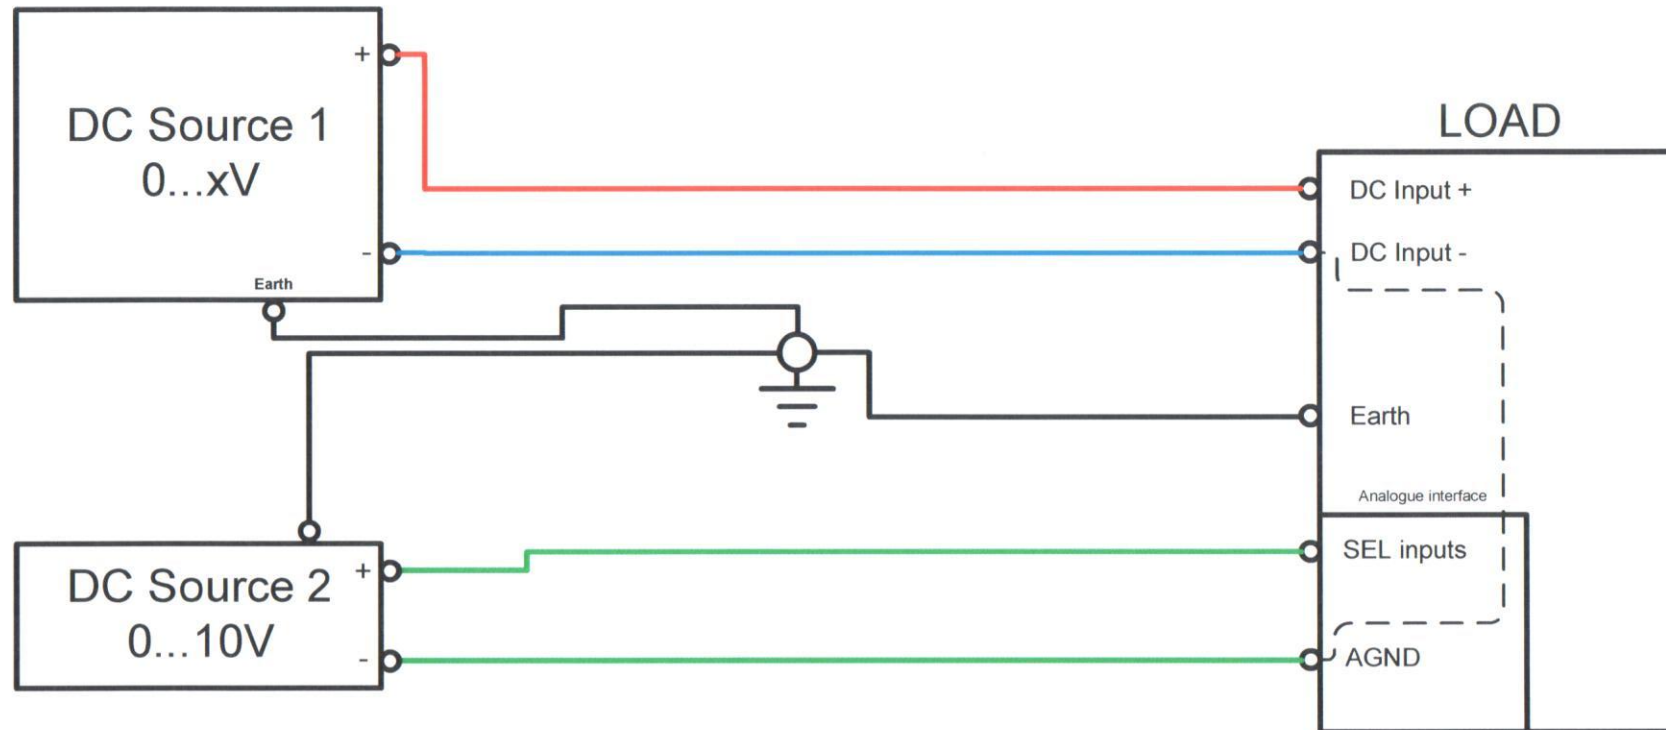 DC Source 1
0...xV
+
-
Earth
LOAD
DC Input +
DC Input -
Earth
Analogue interface
SEL inputs
AGND
DC Source 2
0...10V
+
-